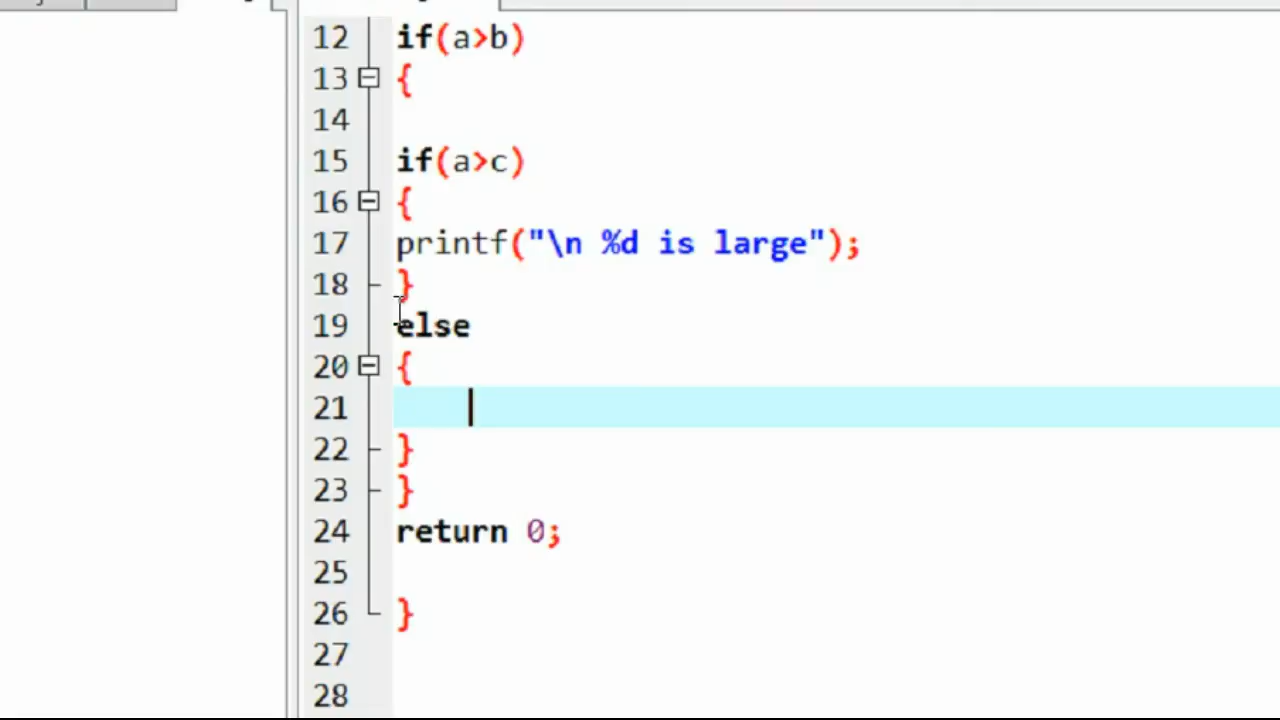 12 if(a>b)
13 {
14
15 if(a>c)
16 {
17 printf("\n %d is large");
18 }
19 else
20 {
21
22 }
23 }
24 return 0;
25
26 }
27
28